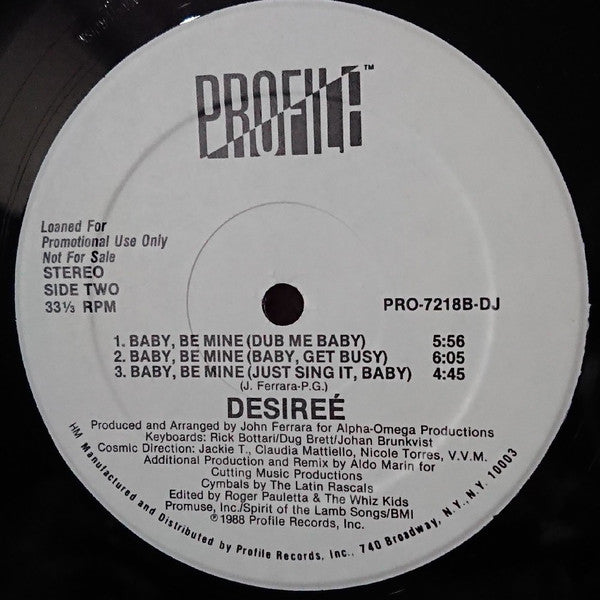 PROFILE™
Loaned For
Promotional Use Only
Not For Sale
STEREO
SIDE TWO
33⅓ RPM
PRO-7218B-DJ
1. BABY, BE MINE (DUB ME BABY) 5:56
2. BABY, BE MINE (BABY, GET BUSY) 6:05
3. BABY, BE MINE (JUST SING IT, BABY) 4:45
(J. Ferrara-P.G.)
DESIREÉ
Produced and Arranged by John Ferrara for Alpha-Omega Productions
Keyboards: Rick Bottari/Dug Brett/Johan Brunkvist
Cosmic Direction: Jackie T., Claudia Mattiello, Nicole Torres, V.V.M.
Additional Production and Remix by Aldo Marin for
Cutting Music Productions
Cymbals by The Latin Rascals
Edited by Roger Pauletta & The Whiz Kids
Promuse, Inc./Spirit of the Lamb Songs/BMI
℗1988 Profile Records, Inc.
HM Manufactured and Distributed by Profile Records, Inc., 740 Broadway, N.Y., N.Y. 10003